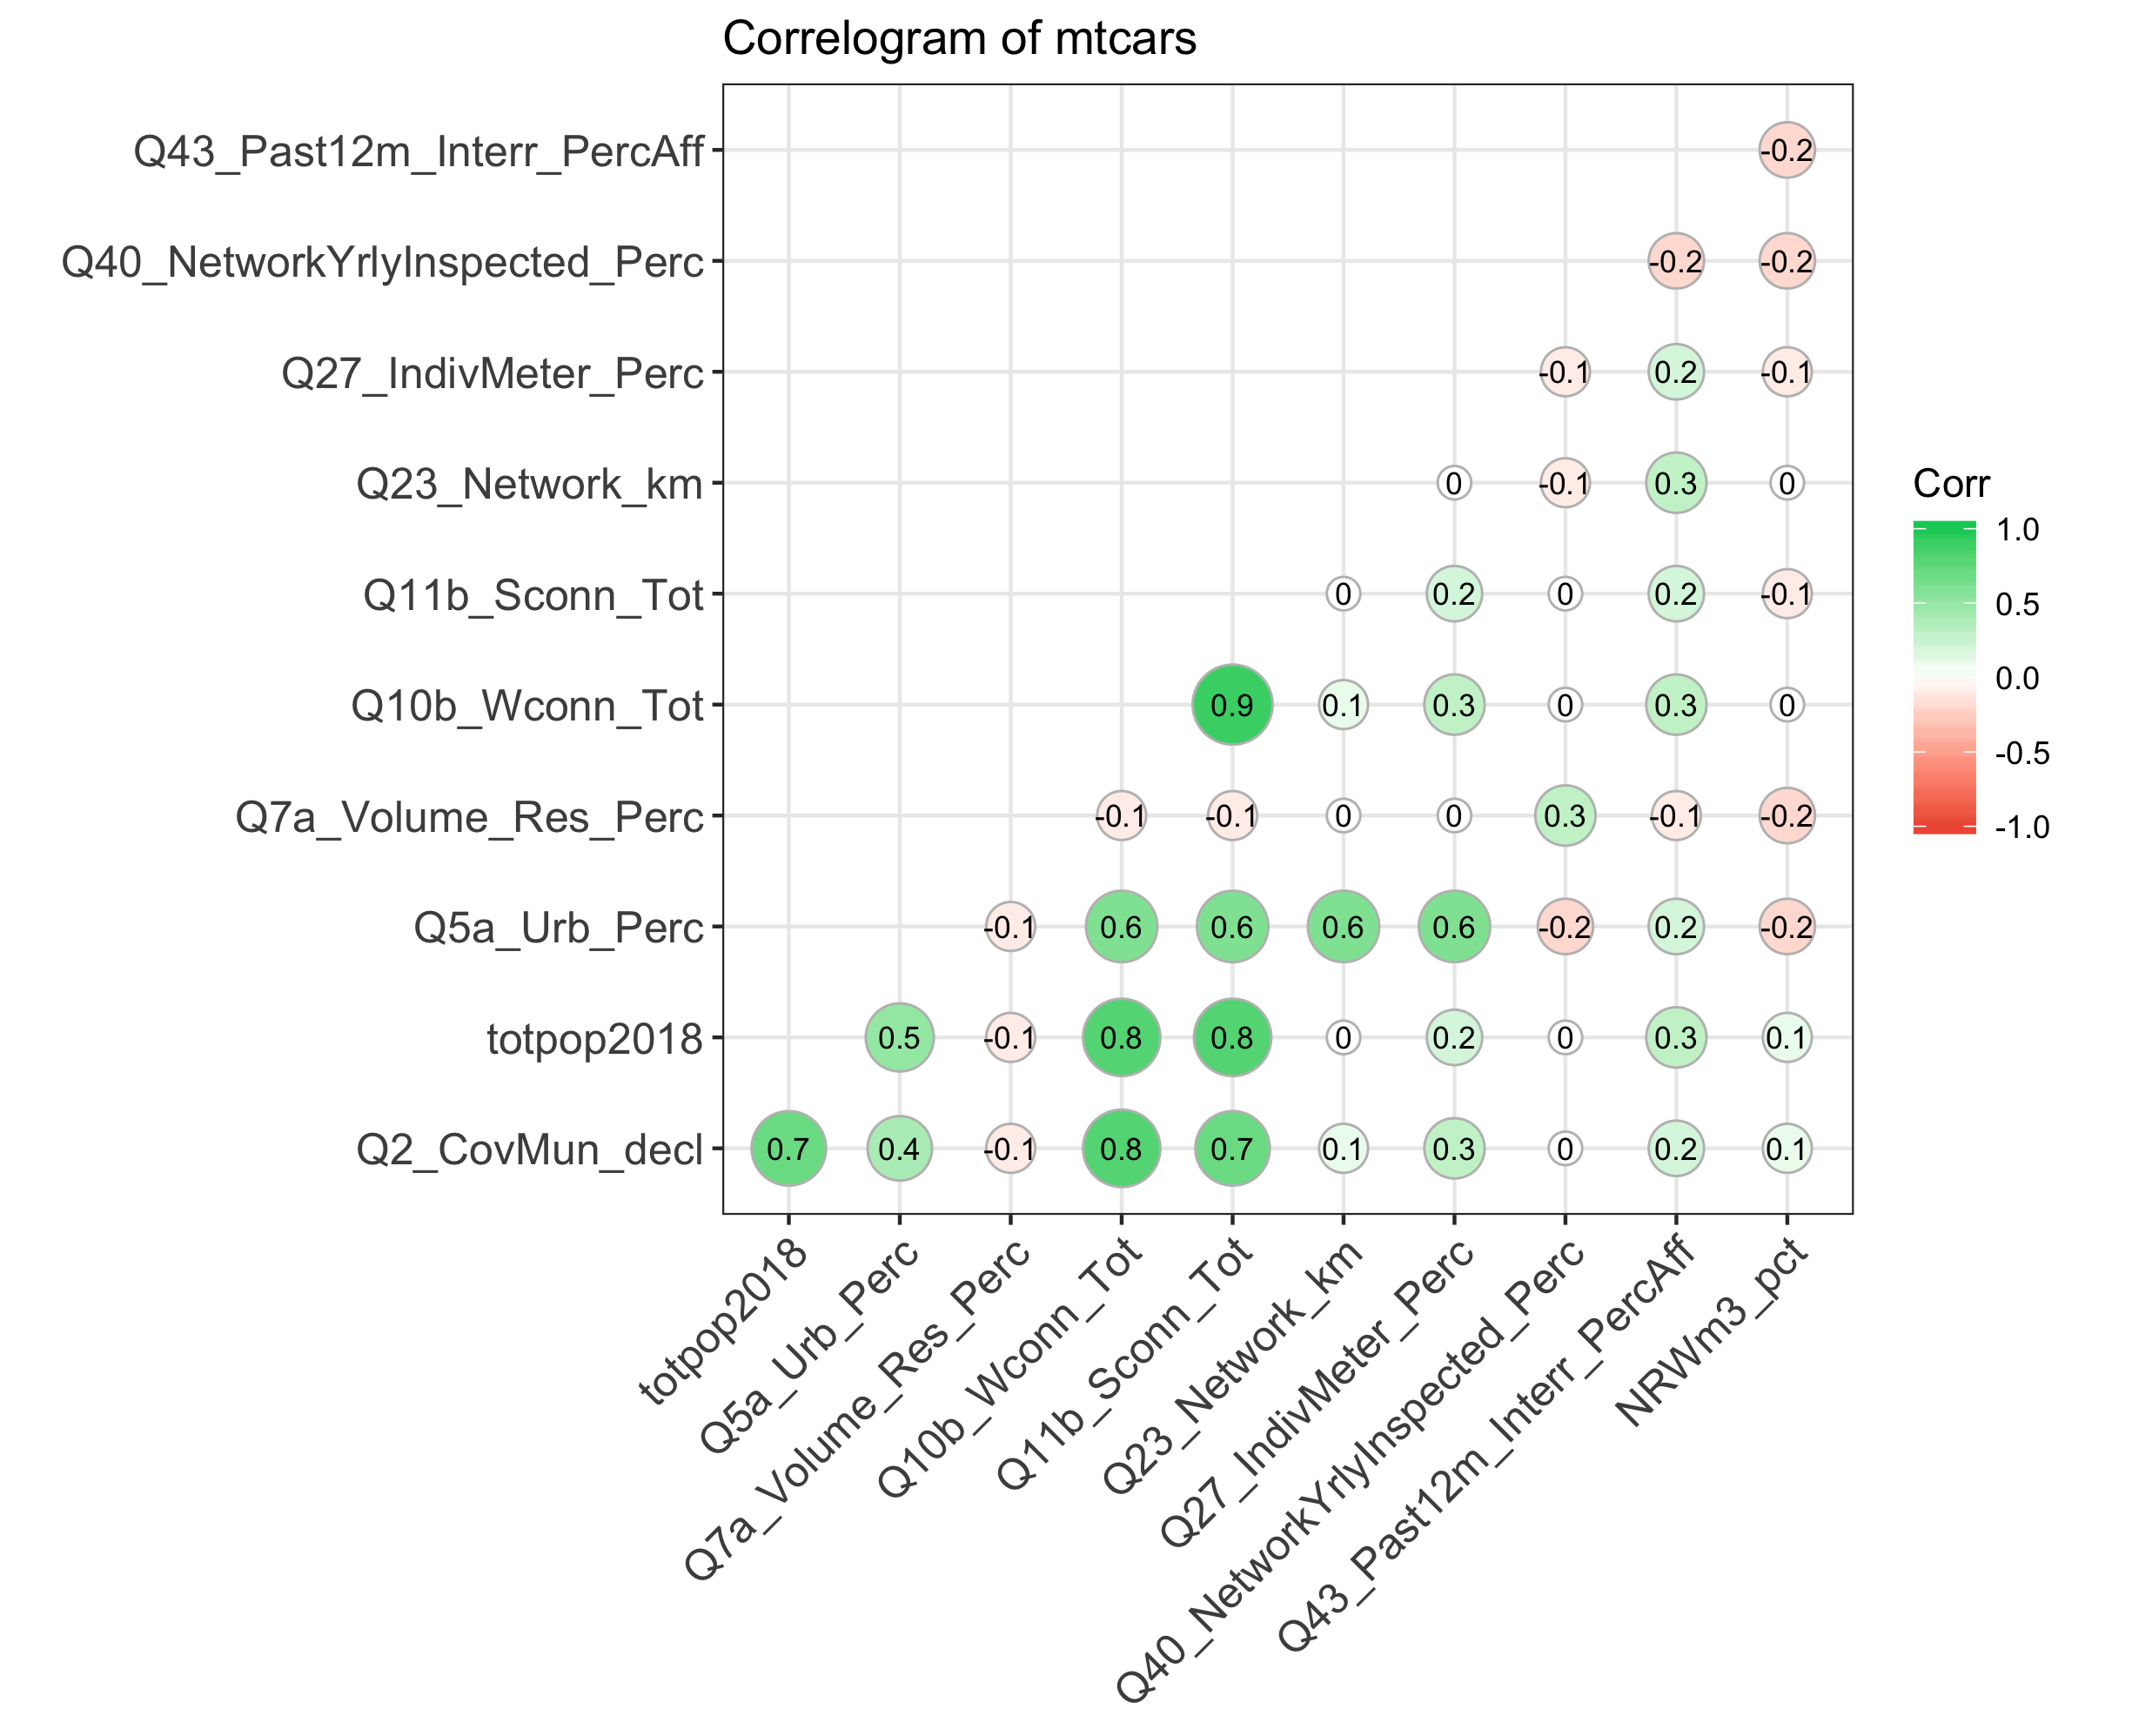 Correlogram of mtcars
Q43_Past12m_Interr_PercAff
-0.2
Q40_NetworkYrlyInspected_Perc
-0.2 -0.2
Q27_IndivMeter_Perc
-0.1 0.2 -0.1
Q23_Network_km
0 -0.1 0.3 0
Q11b_Sconn_Tot
0 0.2 0 0.2 -0.1
Q10b_Wconn_Tot
0.9 0.1 0.3 0 0.3 0
Q7a_Volume_Res_Perc
-0.1 -0.1 0 0 0.3 -0.1 -0.2
Q5a_Urb_Perc
-0.1 0.6 0.6 0.6 0.6 -0.2 0.2 -0.2
totpop2018
0.5 -0.1 0.8 0.8 0 0.2 0 0.3 0.1
Q2_CovMun_decl
0.7 0.4 -0.1 0.8 0.7 0.1 0.3 0 0.2 0.1
totpop2018
Q5a_Urb_Perc
Q7a_Volume_Res_Perc
Q10b_Wconn_Tot
Q11b_Sconn_Tot
Q23_Network_km
Q27_IndivMeter_Perc
Q40_NetworkYrlyInspected_Perc
Q43_Past12m_Interr_PercAff
NRWm3_pct
Corr
1.0
0.5
0.0
-0.5
-1.0